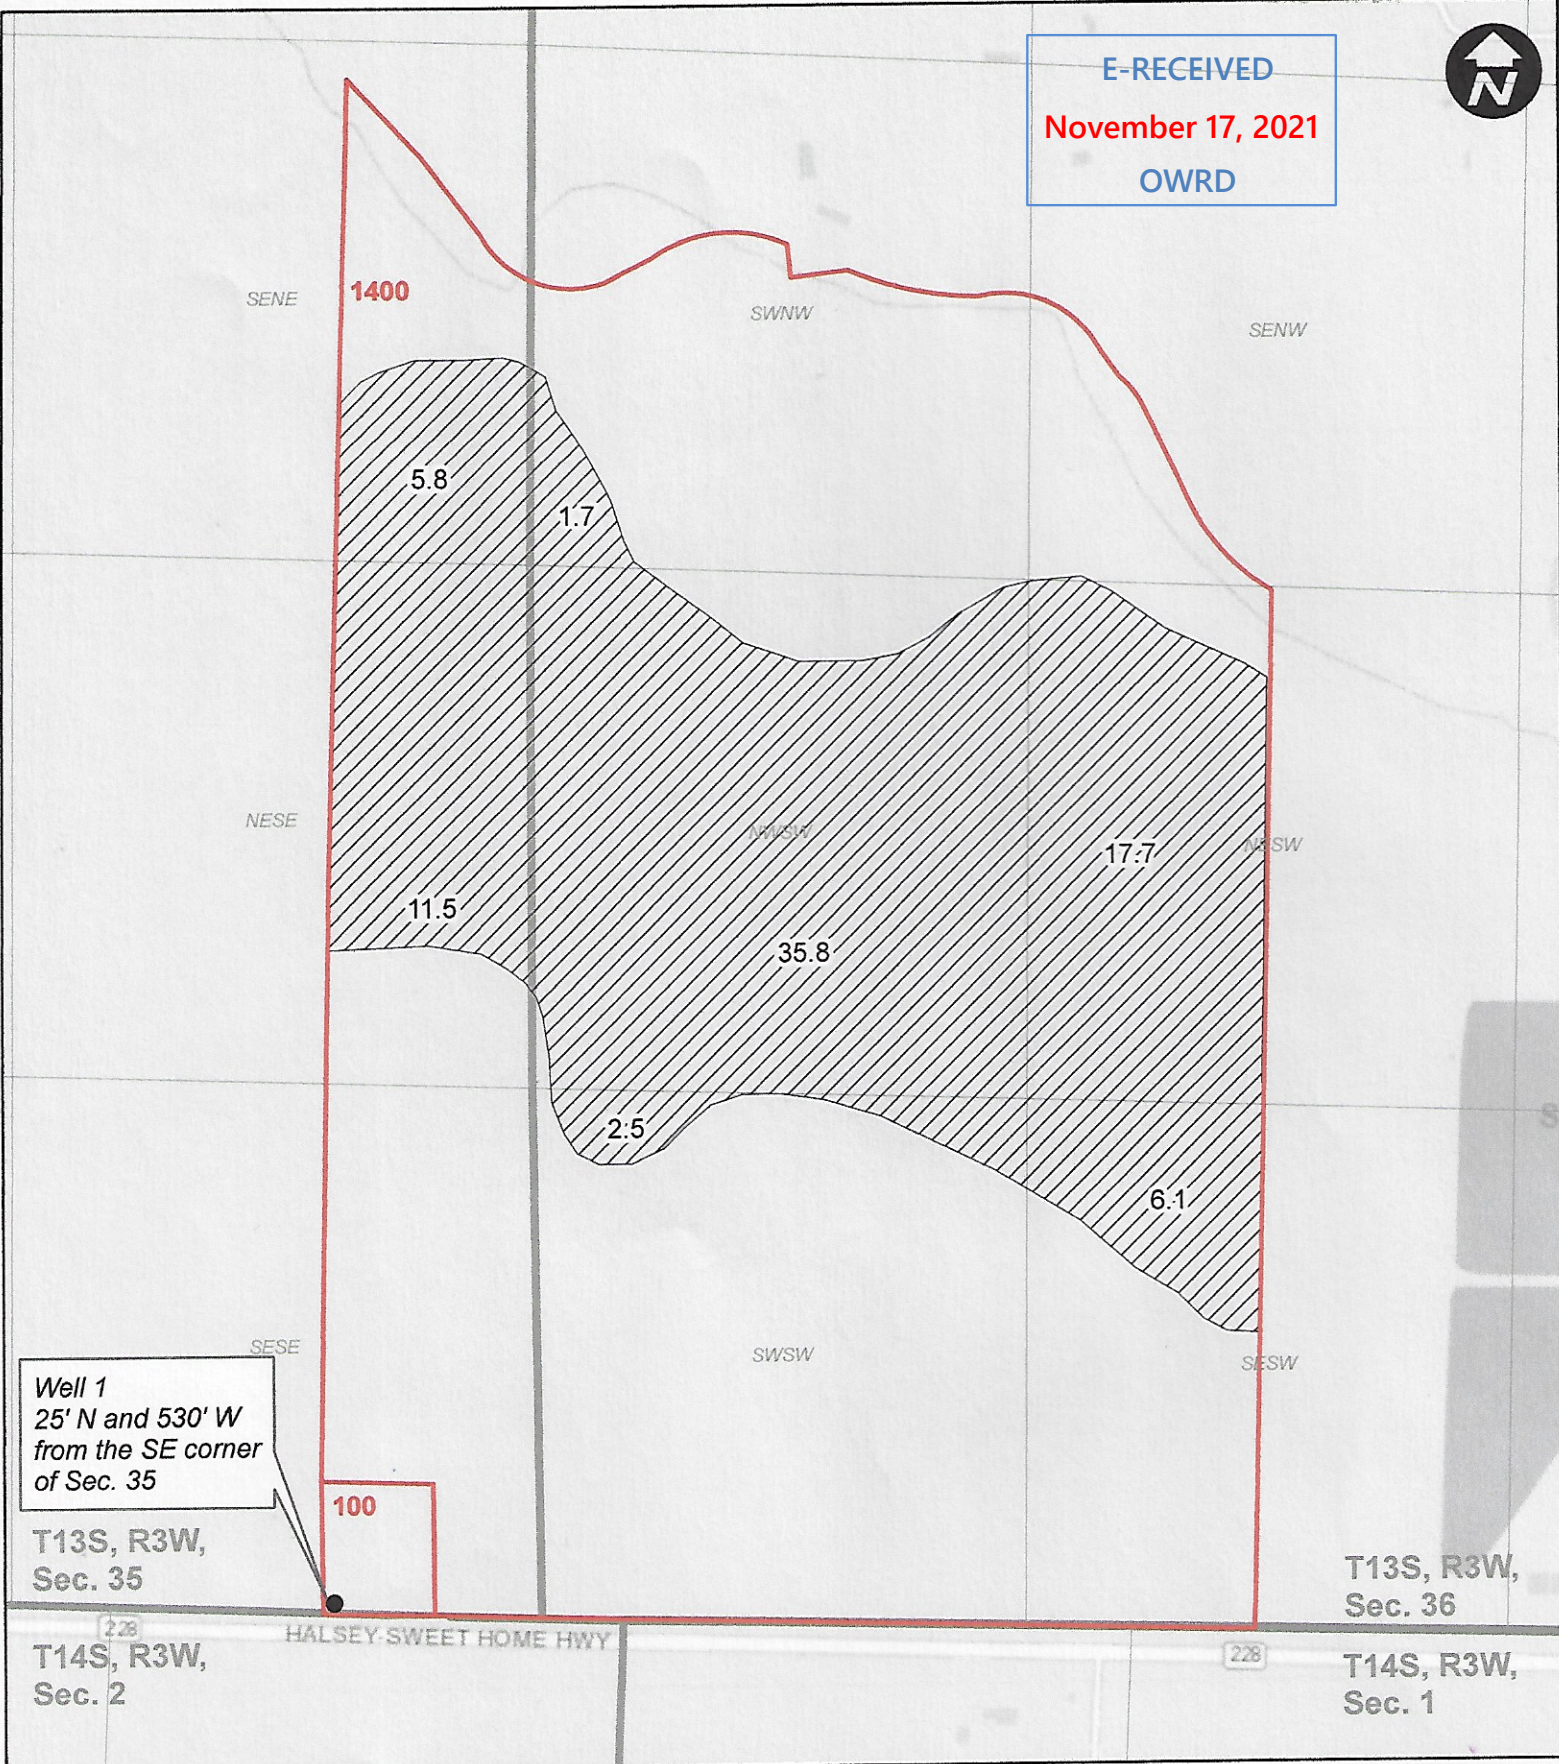 E-RECEIVED
November 17, 2021
OWRD
N
SENE
1400
SWNW
SENW
5.8
1.7
NESE
NWSW
17.7
NESW
11.5
35.8
2.5
6.1
SESE
SWSW
SESW
Well 1
25' N and 530' W
from the SE corner
of Sec. 35
100
T13S, R3W,
Sec. 35
T13S, R3W,
Sec. 36
228
HALSEY-SWEET HOME HWY
228
T14S, R3W,
Sec. 2
T14S, R3W,
Sec. 1
S